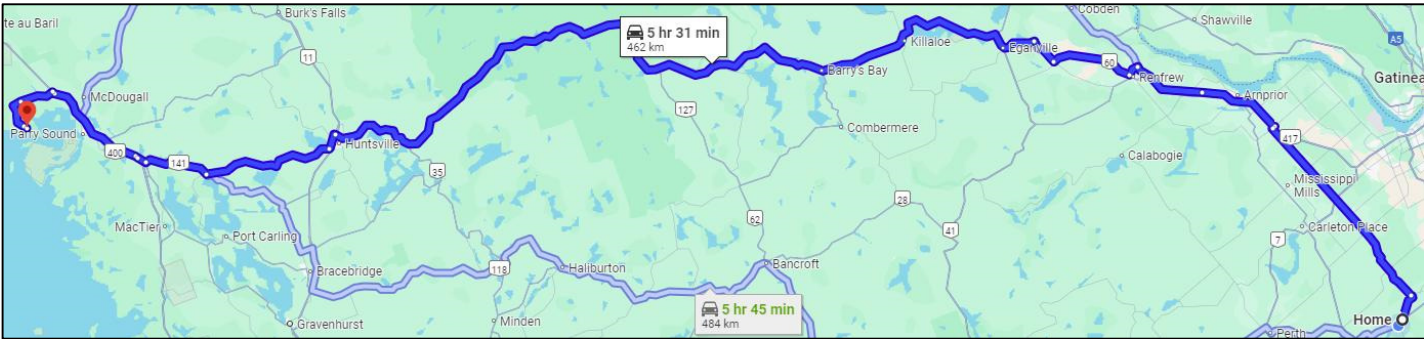 te au Baril
Burk's Falls
11
5 hr 31 min
462 km
Cobden
Shawville
A5
McDougall
Killaloe
Eganville
60
Renfrew
Gatinea
Barry's Bay
Arnprior
127
Parry Sound
400
141
Huntsville
Combermere
417
Calabogie
35
Mississippi
Mills
28
62
41
MacTier
Port Carling
7
Carleton Place
Bracebridge
118
Haliburton
Bancroft
5 hr 45 min
484 km
Gravenhurst
Minden
Home
Perth